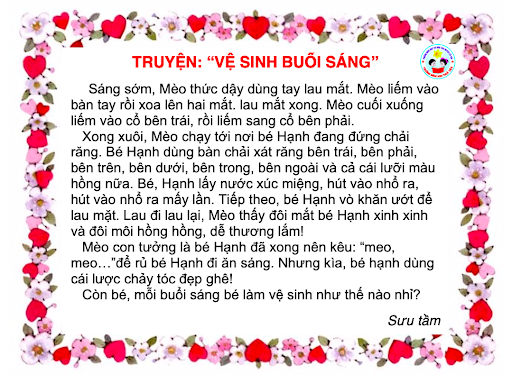 TRUYỆN: “VỆ SINH BUỔI SÁNG”
Sáng sớm, Mèo thức dậy dùng tay lau mắt. Mèo liếm vào
bàn tay rồi xoa lên hai mắt. lau mắt xong. Mèo cuối xuống
liếm vào cổ bên trái, rồi liếm sang cổ bên phải.
Xong xuôi, Mèo chạy tới nơi bé Hạnh đang đứng chải
răng. Bé Hạnh dùng bàn chải xát răng bên trái, bên phải,
bên trên, bên dưới, bên trong, bên ngoài và cả cái lưỡi màu
hồng nữa. Bé, Hạnh lấy nước xúc miệng, hút vào nhổ ra,
hút vào nhổ ra mấy lần. Tiếp theo, bé Hạnh vò khăn ướt để
lau mặt. Lau đi lau lại, Mèo thấy đôi mắt bé Hạnh xinh xinh
và đôi môi hồng hồng, dễ thương lắm!
Mèo con tưởng là bé Hạnh đã xong nên kêu: “meo,
meo…”để rủ bé Hạnh đi ăn sáng. Nhưng kìa, bé hạnh dùng
cái lược chảy tóc đẹp ghê!
Còn bé, mỗi buổi sáng bé làm vệ sinh như thế nào nhỉ?
Sưu tầm